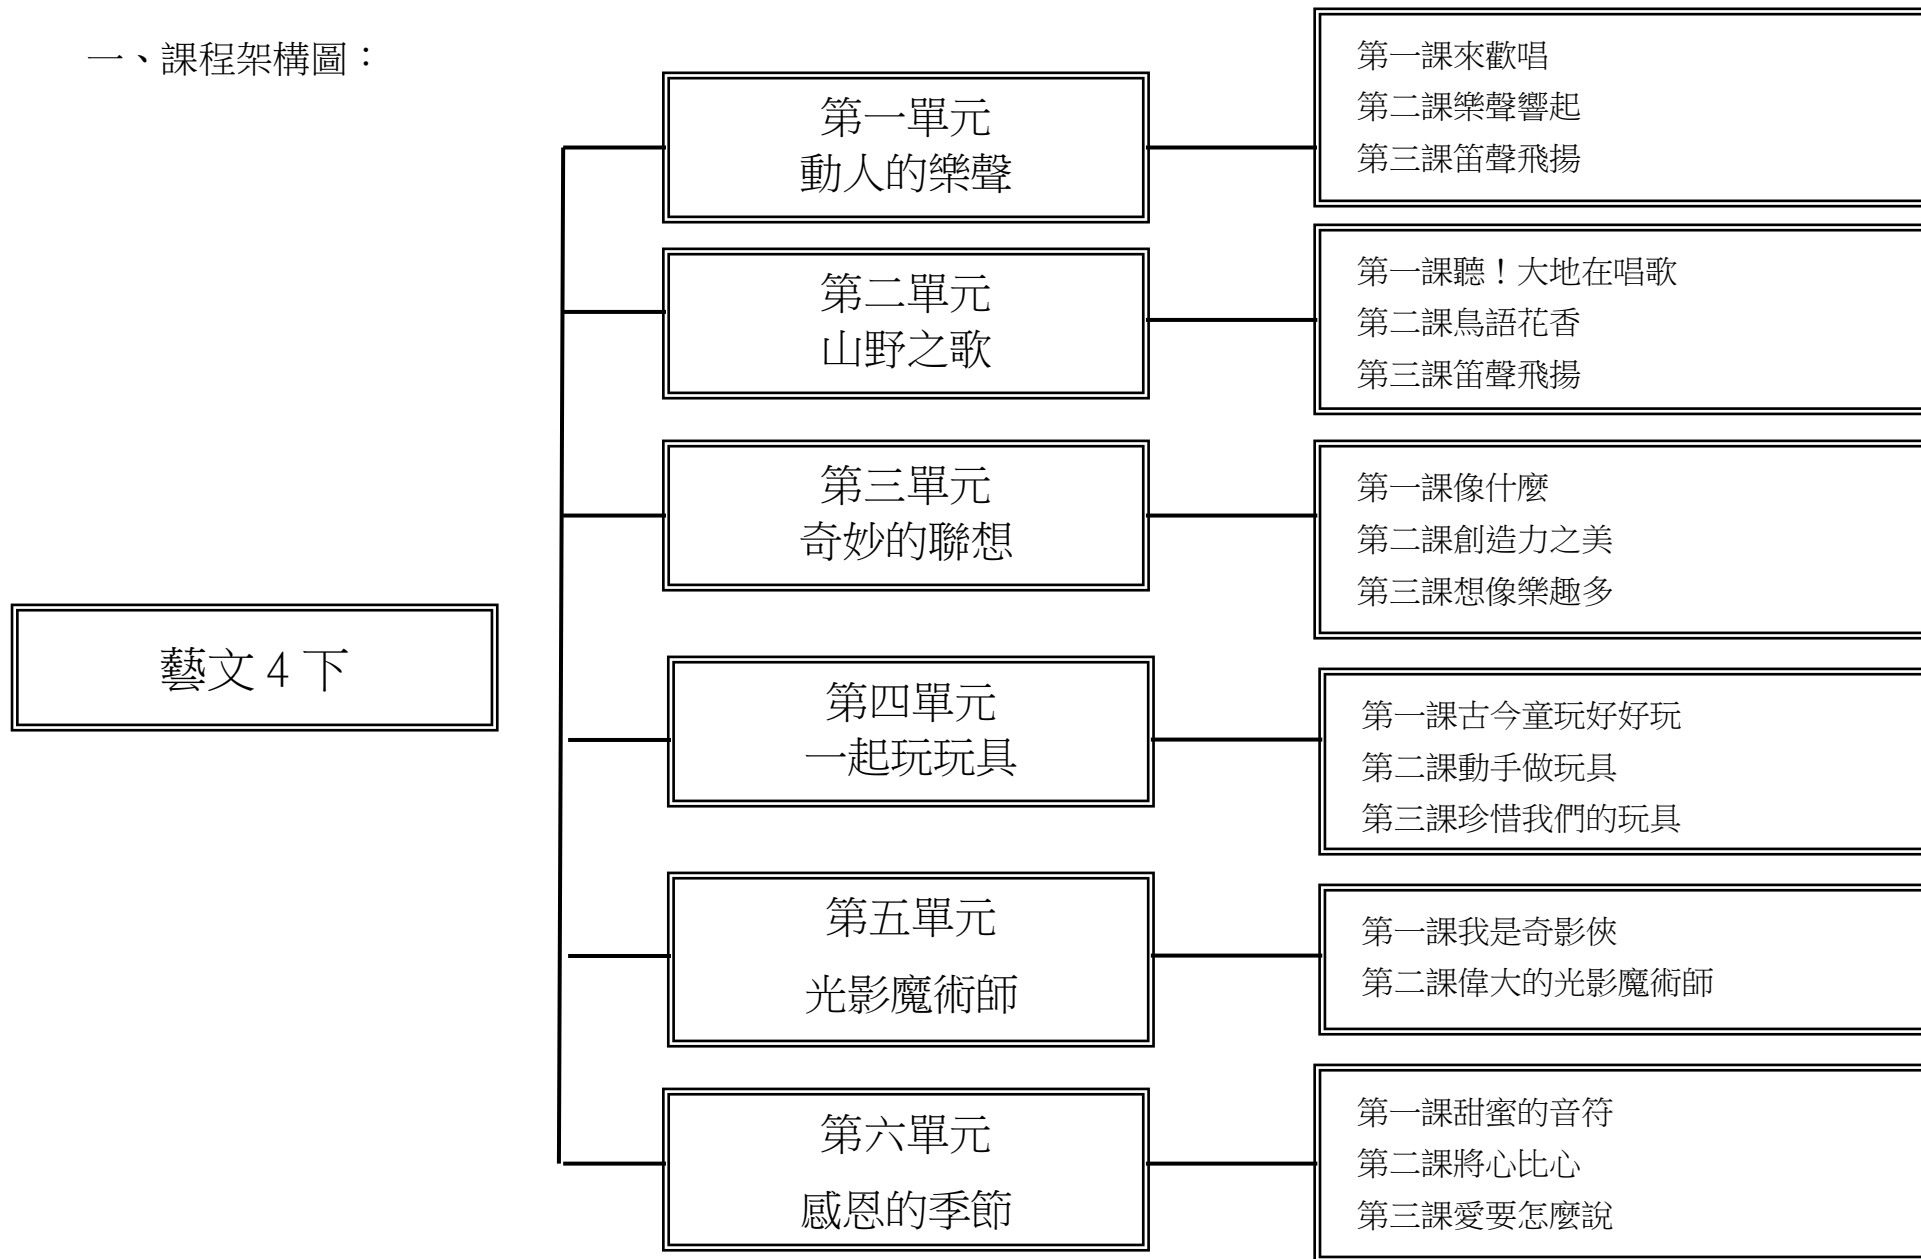 一、課程架構圖：
藝文 4 下
第一單元
動人的樂聲
第一課來歡唱
第二課樂聲響起
第三課笛聲飛揚
第二單元
山野之歌
第一課聽！大地在唱歌
第二課鳥語花香
第三課笛聲飛揚
第三單元
奇妙的聯想
第一課像什麼
第二課創造力之美
第三課想像樂趣多
第四單元
一起玩玩具
第一課古今童玩好好玩
第二課動手做玩具
第三課珍惜我們的玩具
第五單元
光影魔術師
第一課我是奇影俠
第二課偉大的光影魔術師
第六單元
感恩的季節
第一課甜蜜的音符
第二課將心比心
第三課愛要怎麼說